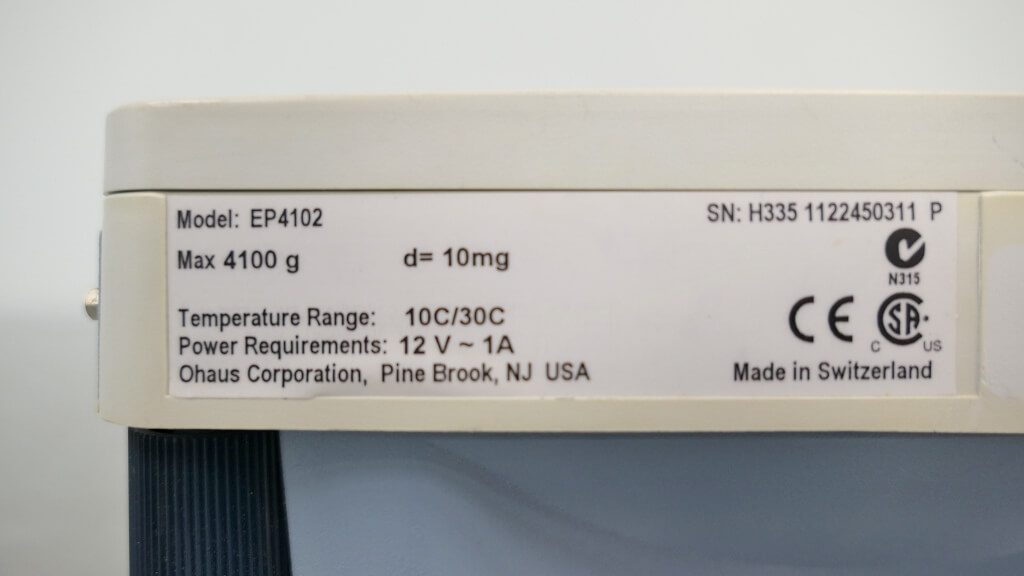 Model: EP4102
SN: H335 1122450311 P
Max 4100 g d= 10mg
N315
Temperature Range: 10C/30C
CE
C SA US
Power Requirements: 12 V ~ 1A
Ohaus Corporation, Pine Brook, NJ USA
Made in Switzerland